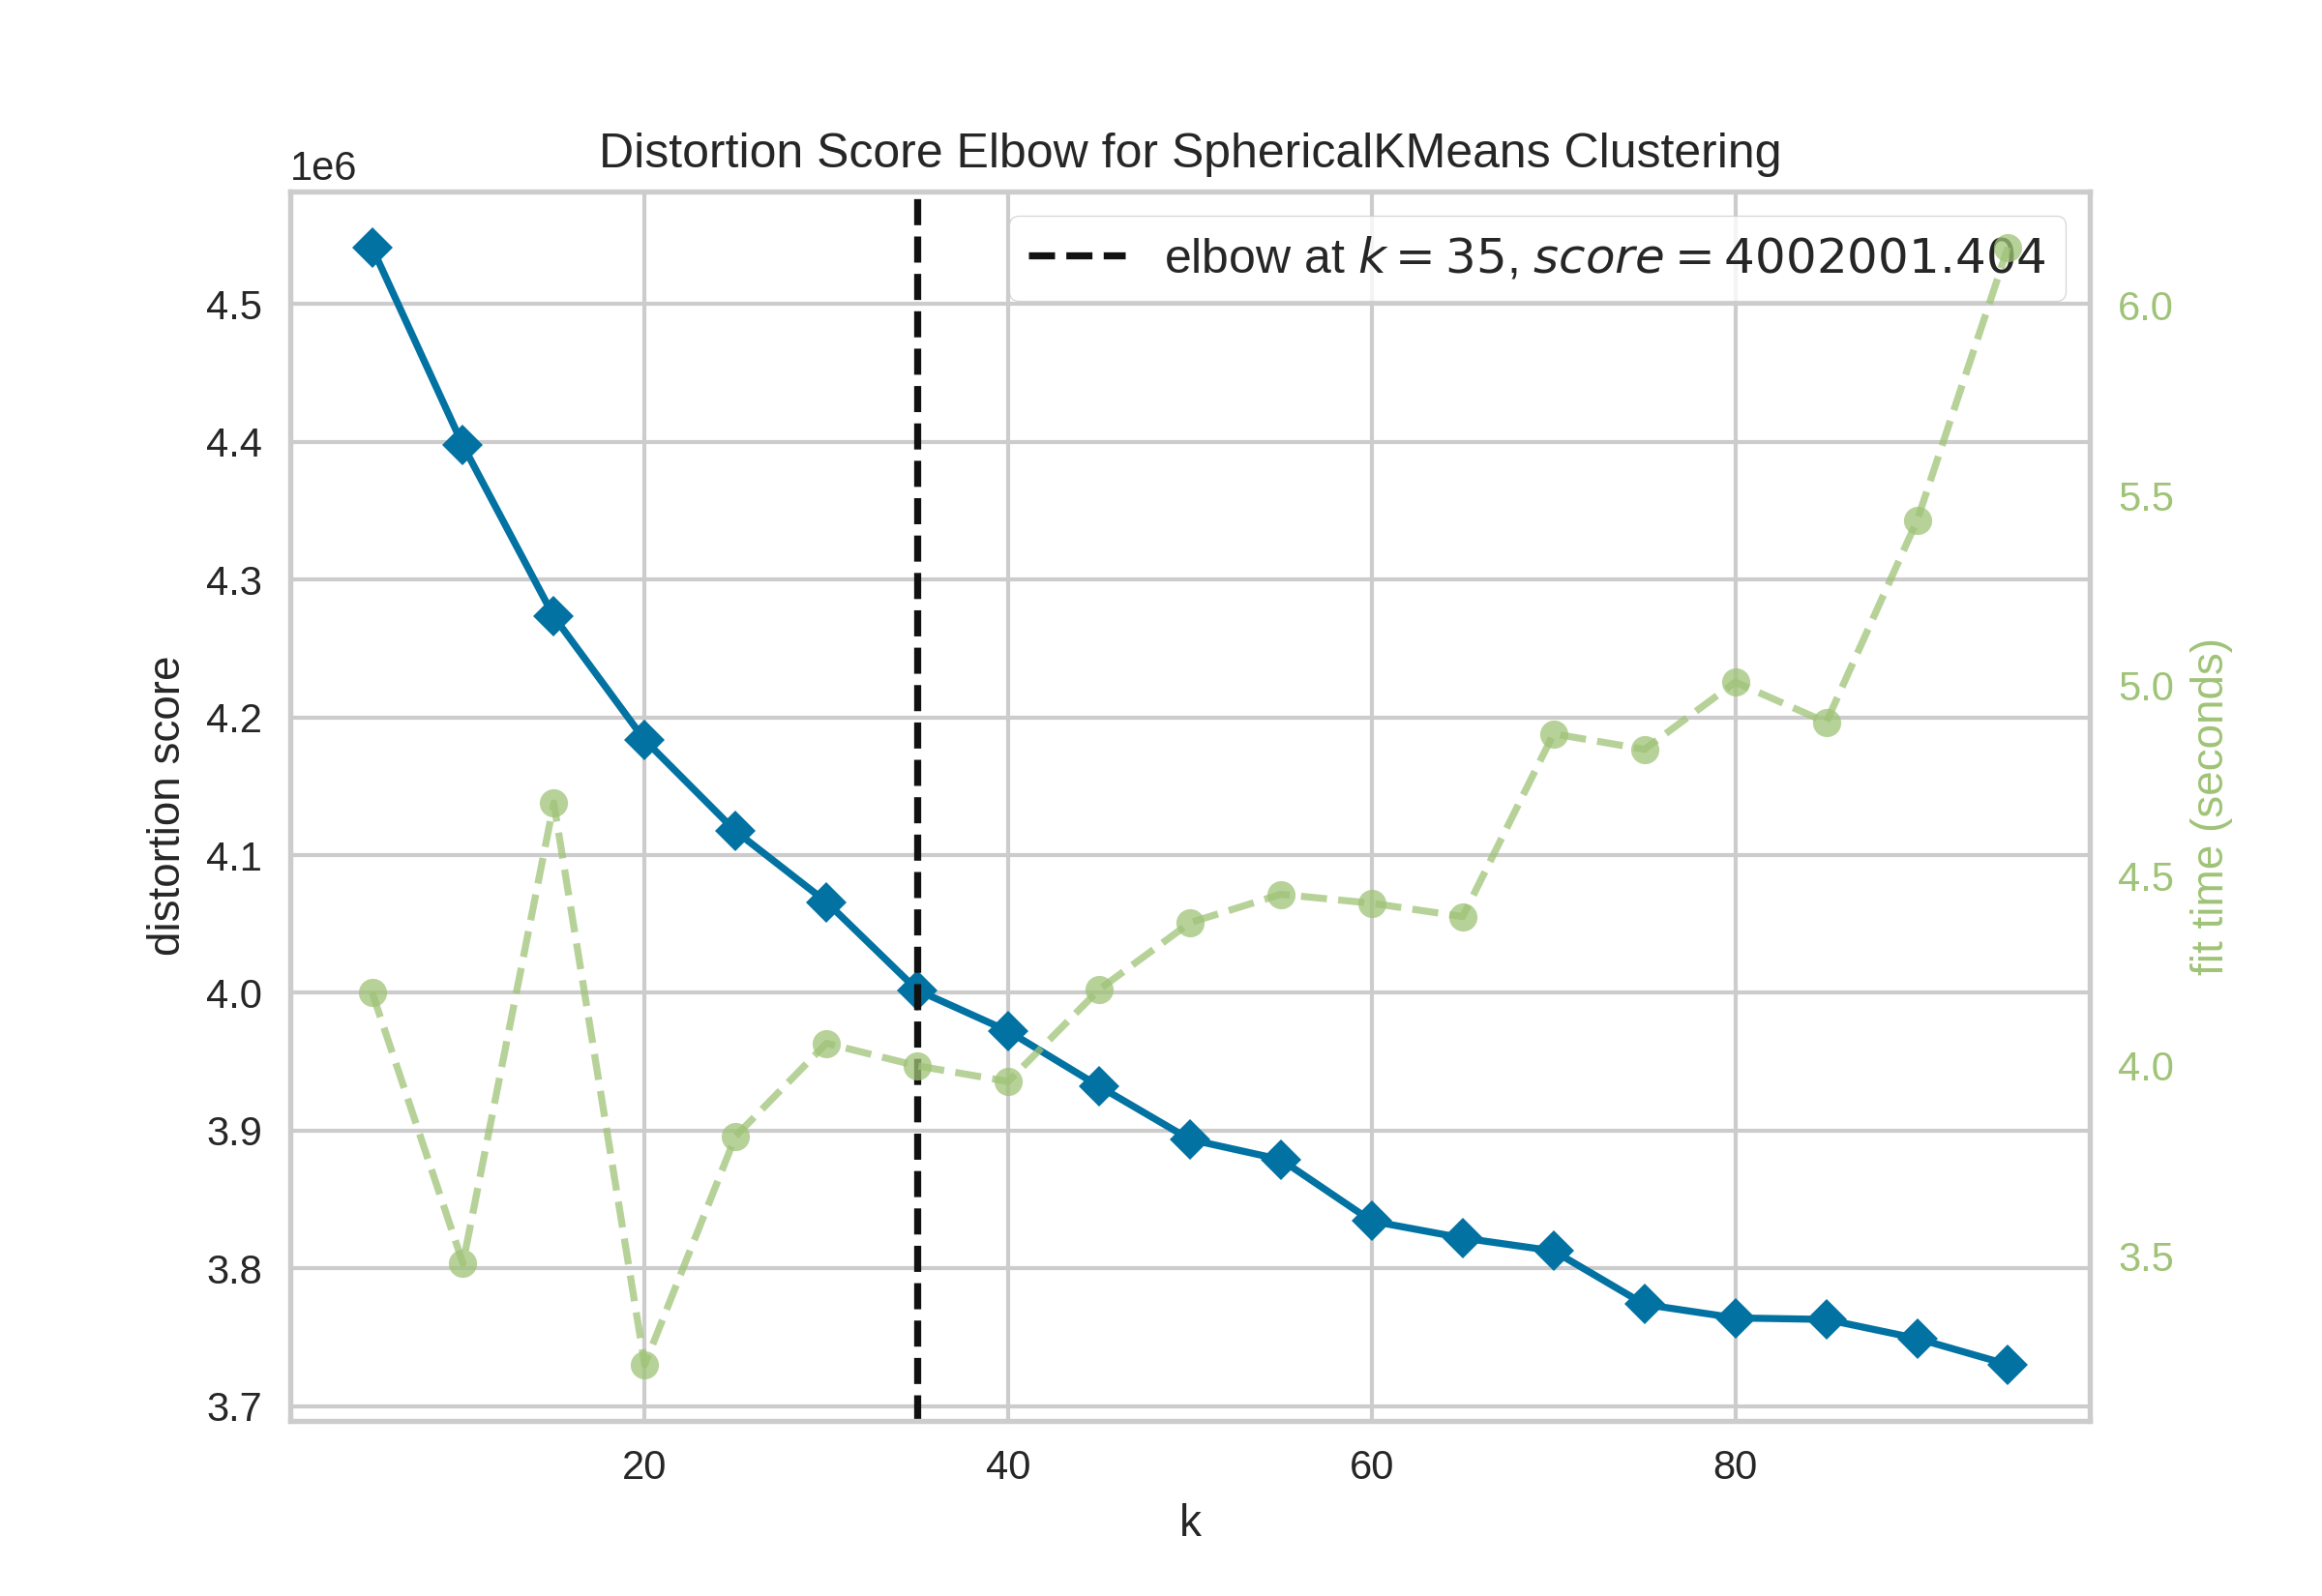 Distortion Score Elbow for SphericalKMeans Clustering
1e6
elbow at k = 35, score = 4002001.404
4.5
4.4
4.3
4.2
4.1
4.0
3.9
3.8
3.7
distortion score
6.0
5.5
5.0
4.5
4.0
3.5
fit time (seconds)
20 40 60 80
k